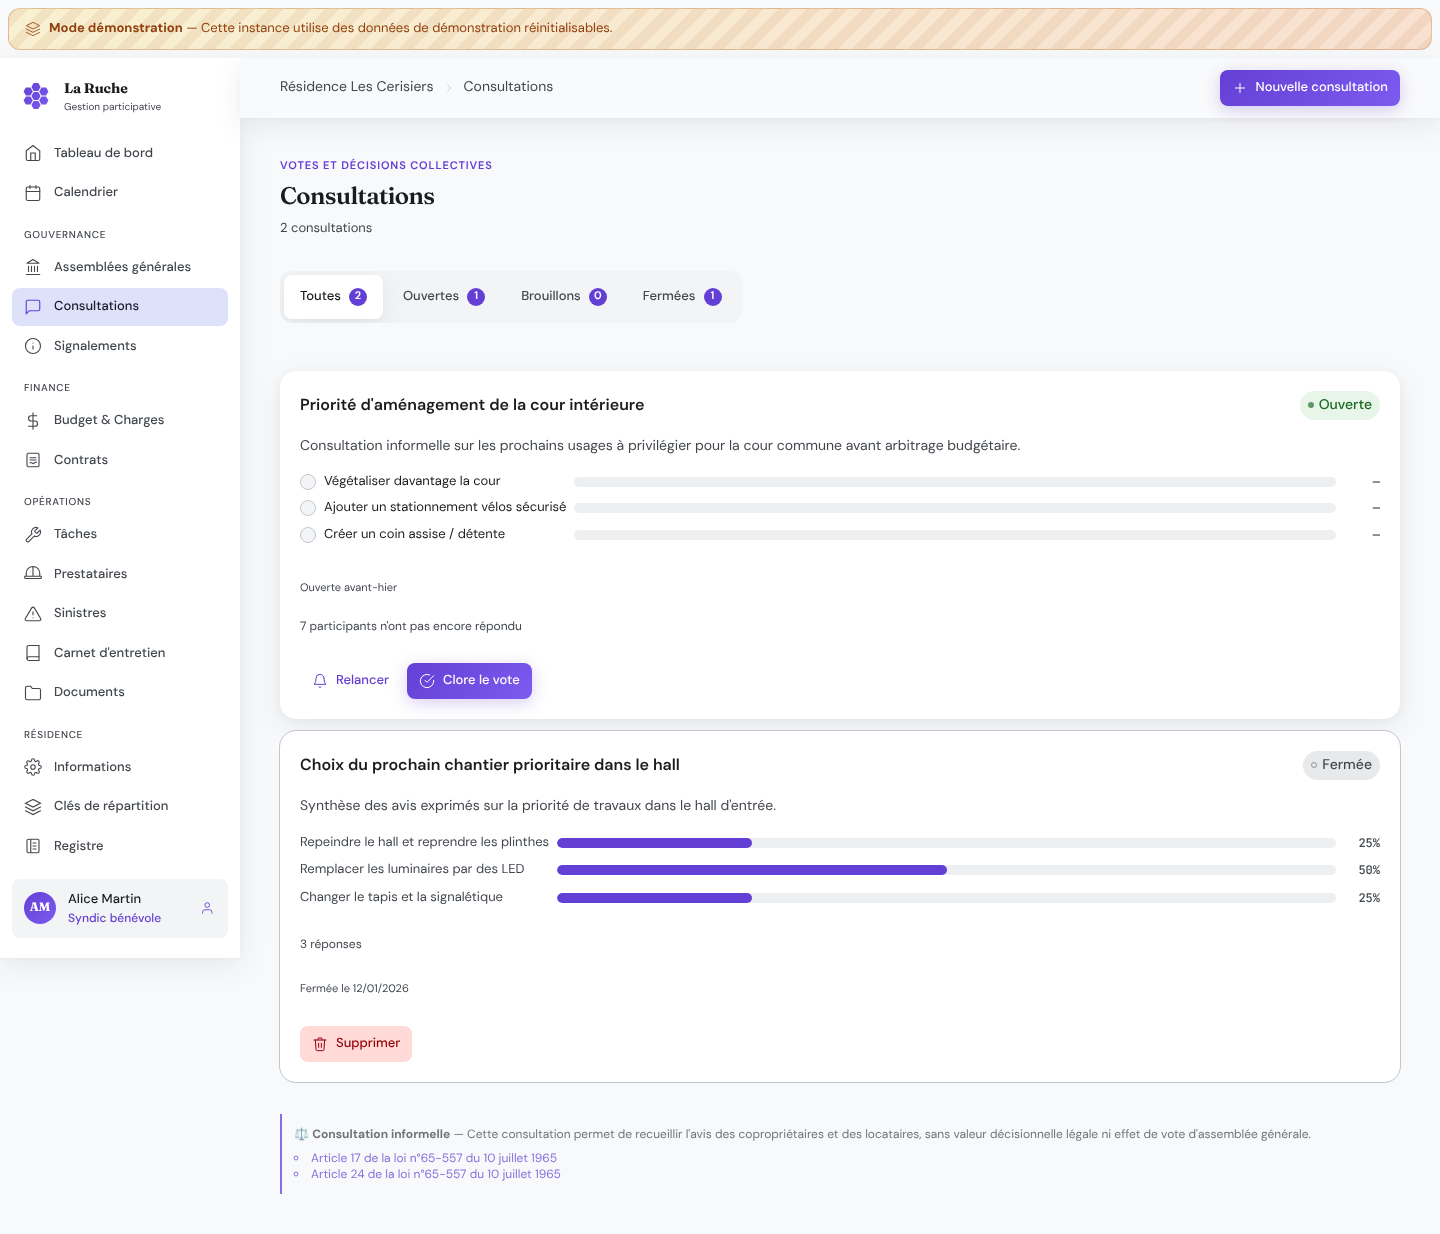 Mode démonstration — Cette instance utilise des données de démonstration réinitialisables.
La Ruche
Gestion participative
Tableau de bord
Calendrier
GOUVERNANCE
Assemblées générales
Consultations
Signalements
FINANCE
Budget & Charges
Contrats
OPÉRATIONS
Tâches
Prestataires
Sinistres
Carnet d'entretien
Documents
RÉSIDENCE
Informations
Clés de répartition
Registre
AM
Alice Martin
Syndic bénévole
Résidence Les Cerisiers
Consultations
Nouvelle consultation
VOTES ET DÉCISIONS COLLECTIVES
Consultations
2 consultations
Toutes 2
Ouvertes 1
Brouillons 0
Fermées 1
Priorité d'aménagement de la cour intérieure
Ouverte
Consultation informelle sur les prochains usages à privilégier pour la cour commune avant arbitrage budgétaire.
Végétaliser davantage la cour –
Ajouter un stationnement vélos sécurisé –
Créer un coin assise / détente –
Ouverte avant-hier
7 participants n'ont pas encore répondu
Relancer
Clore le vote
Choix du prochain chantier prioritaire dans le hall
Fermée
Synthèse des avis exprimés sur la priorité de travaux dans le hall d'entrée.
Repeindre le hall et reprendre les plinthes 25%
Remplacer les luminaires par des LED 50%
Changer le tapis et la signalétique 25%
3 réponses
Fermée le 12/01/2026
Supprimer
⚖️ Consultation informelle — Cette consultation permet de recueillir l'avis des copropriétaires et des locataires, sans valeur décisionnelle légale ni effet de vote d'assemblée générale.
Article 17 de la loi n°65-557 du 10 juillet 1965
Article 24 de la loi n°65-557 du 10 juillet 1965